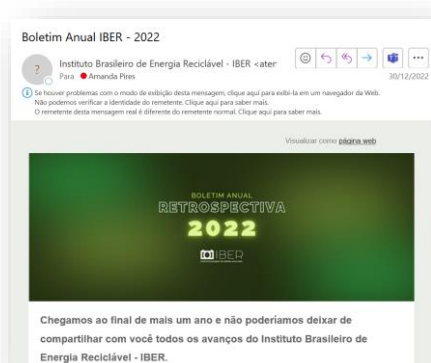 Boletim Anual IBER - 2022
Instituto Brasileiro de Energia Reciclável - IBER <ater
Para Amanda Pires
30/12/2022
Se houver problemas com o modo de exibição desta mensagem, clique aqui para exibi-la em um navegador da Web.
Não podemos verificar a identidade do remetente. Clique aqui para saber mais.
O remetente desta mensagem real é diferente do remetente normal. Clique aqui para saber mais.
Visualizar como página web
BOLETIM ANUAL
RETROSPECTIVA
2022
IBER
Chegamos ao final de mais um ano e não poderíamos deixar de
compartilhar com você todos os avanços do Instituto Brasileiro de
Energia Reciclável - IBER.